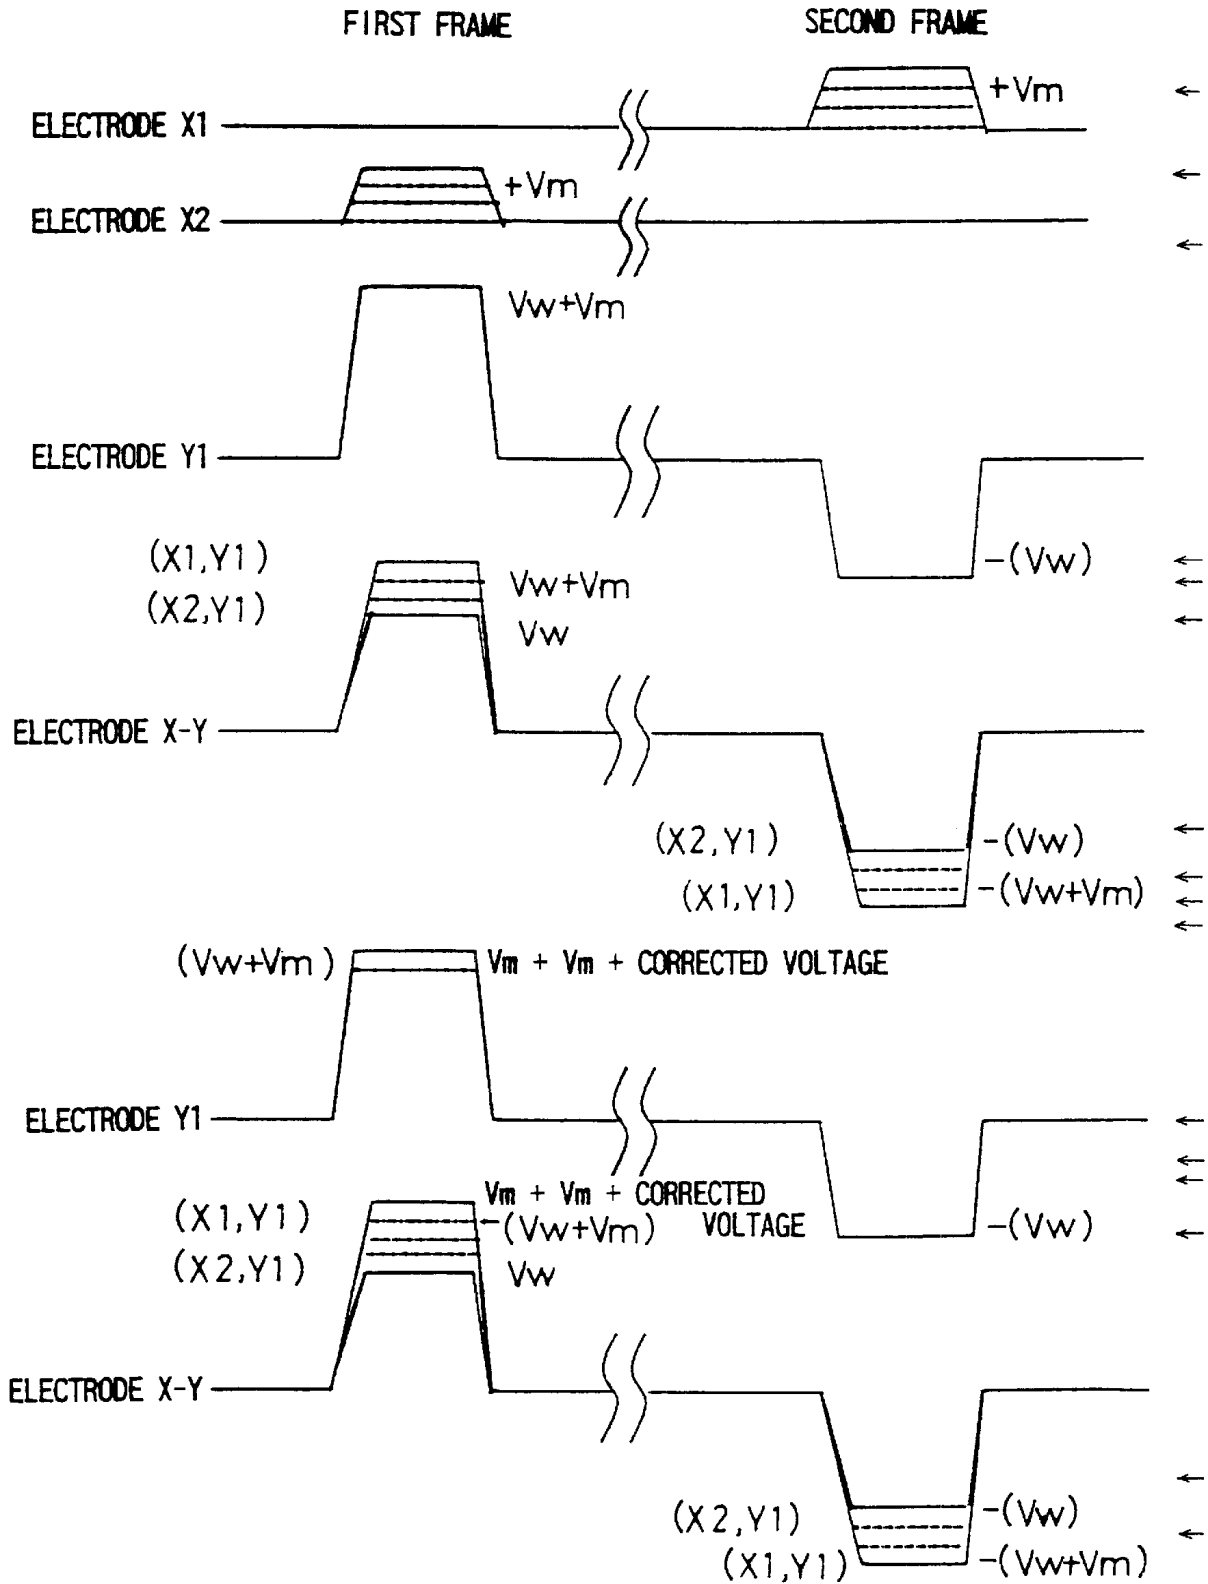 FIRST FRAME SECOND FRAME
+Vm
ELECTRODE X1
+Vm
ELECTRODE X2
Vw+Vm
ELECTRODE Y1
(X1,Y1)
-(Vw)
Vw+Vm
(X2,Y1)
Vw
ELECTRODE X-Y
(X2,Y1) -(Vw)
(X1,Y1) -(Vw+Vm)
(Vw+Vm) Vm + Vm + CORRECTED VOLTAGE
ELECTRODE Y1
Vm + Vm + CORRECTED
VOLTAGE
(X1,Y1) ←(Vw+Vm) -(Vw)
(X2,Y1) Vw
ELECTRODE X-Y
(X2,Y1) -(Vw)
(X1,Y1) -(Vw+Vm)